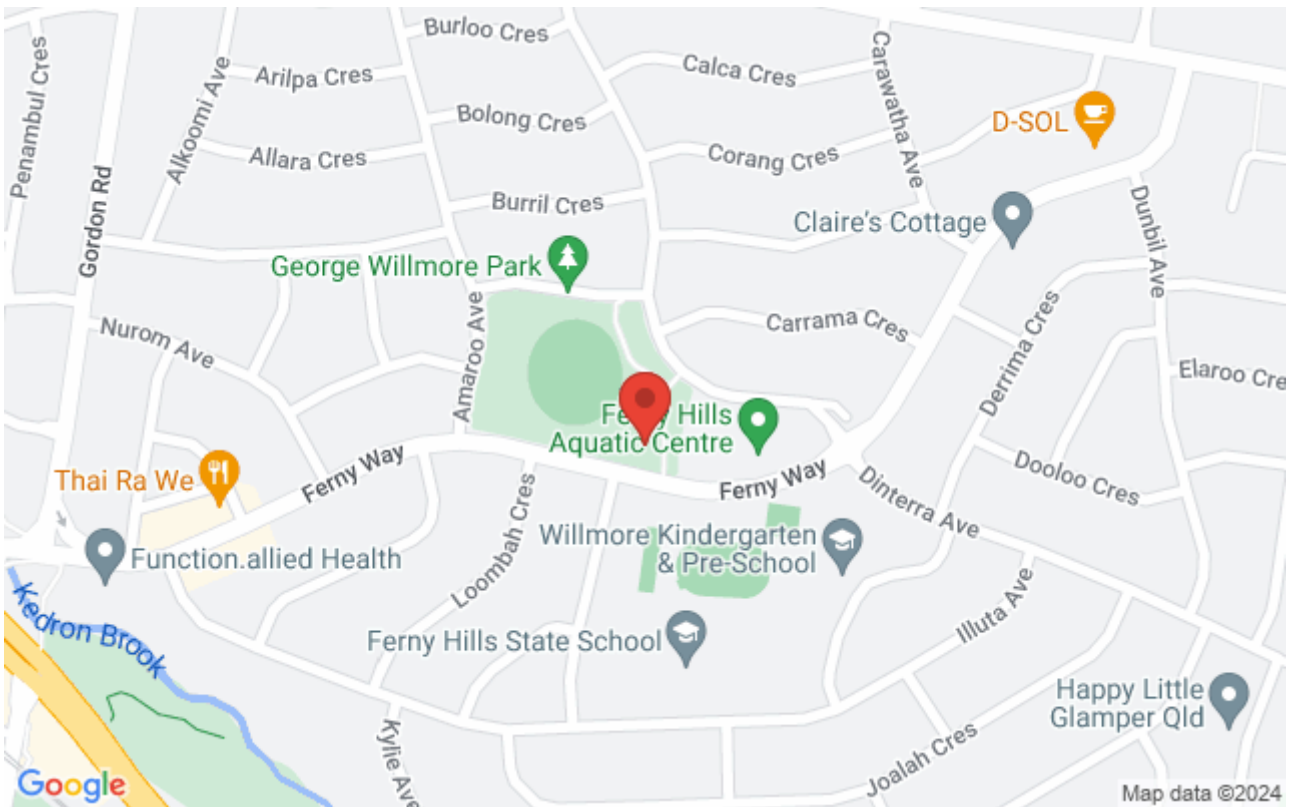 Burloo Cres
Penambul Cres
Arilpa Cres
Alkoomi Ave
Calca Cres
Carawatha Ave
D-SOL
Bolong Cres
Allara Cres
Corang Cres
Gordon Rd
Burril Cres
Claire's Cottage
Dunbil Ave
George Willmore Park
Amaroo Ave
Nurom Ave
Carrama Cres
Derrima Cres
Elaroo Cre
Ferny Hills
Aquatic Centre
Thai Ra We
Ferny Way
Ferny Way
Dinterra Ave
Dooloo Cres
Function.allied Health
Loombah Cres
Willmore Kindergarten
& Pre-School
Kedron Brook
Ferny Hills State School
Illuta Ave
Happy Little
Glamper Qld
Kylie Ave
Joalah Cres
Google
Map data ©2024